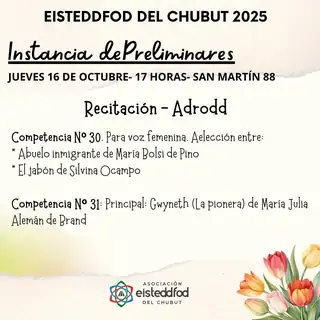 EISTEDDFOD DEL CHUBUT 2025
Instancia dePreliminares
JUEVES 16 DE OCTUBRE- 17 HORAS- SAN MARTÍN 88
Recitación - Adrodd
Competencia Nº 30. Para voz femenina. Aelección entre:
* Abuelo inmigrante de María Bolsi de Pino
* El jabón de Silvina Ocampo
Competencia Nº 31: Principal: Gwyneth (La pionera) de María Julia
Alemán de Brand
ASOCIACIÓN
eisteddfod
DEL CHUBUT